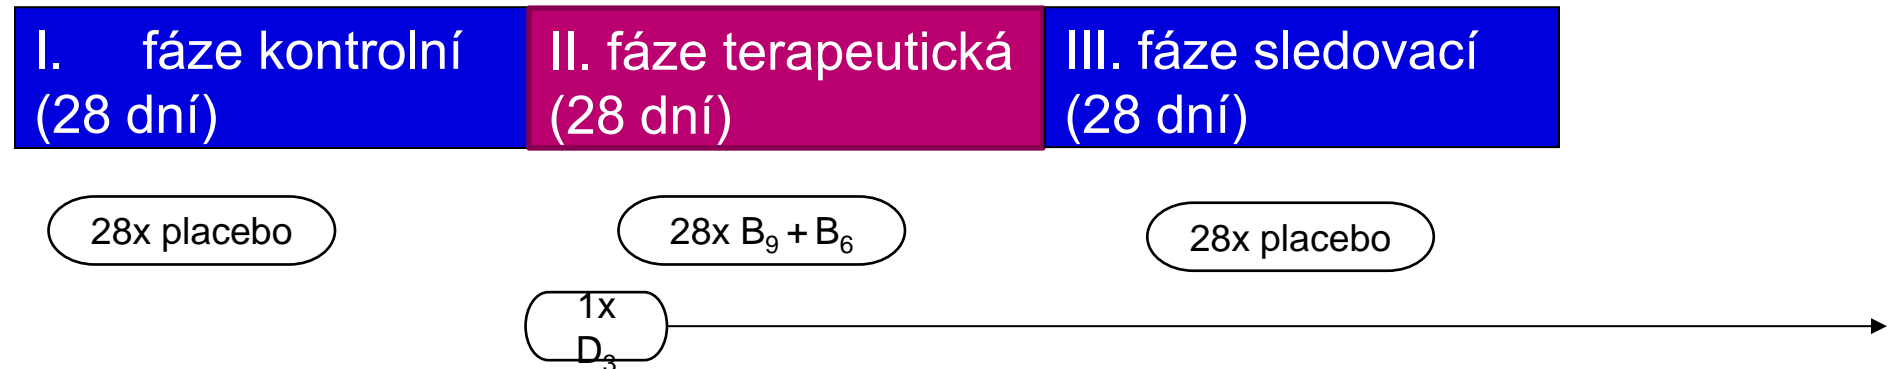 I. fáze kontrolní
(28 dní)
II. fáze terapeutická
(28 dní)
III. fáze sledovací
(28 dní)
28x placebo
28x B₉ + B₆
28x placebo
1x
D₃